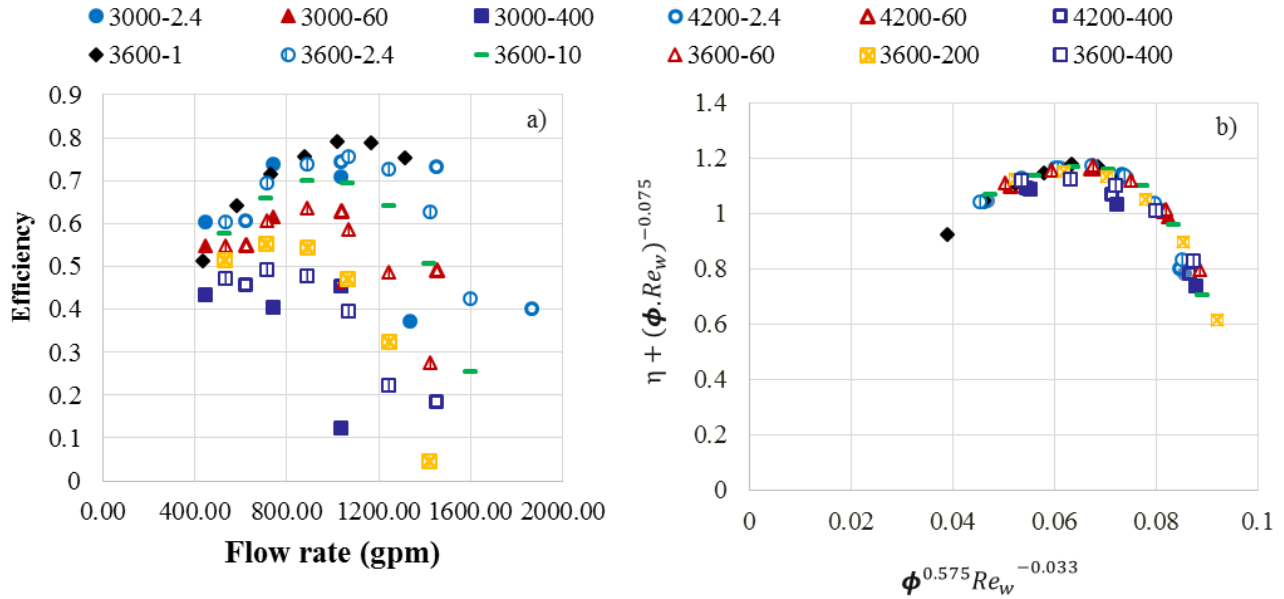 3000-2.4 3000-60 3000-400 4200-2.4 4200-60 4200-400
3600-1 3600-2.4 3600-10 3600-60 3600-200 3600-400
a)
Efficiency
0.9
0.8
0.7
0.6
0.5
0.4
0.3
0.2
0.1
0
0.00 400.00 800.00 1200.00 1600.00 2000.00
Flow rate (gpm)
b)
η + (ϕ.Re_w)^−0.075
1.4
1.2
1
0.8
0.6
0.4
0.2
0
0 0.02 0.04 0.06 0.08 0.1
ϕ^0.575 Re_w^−0.033